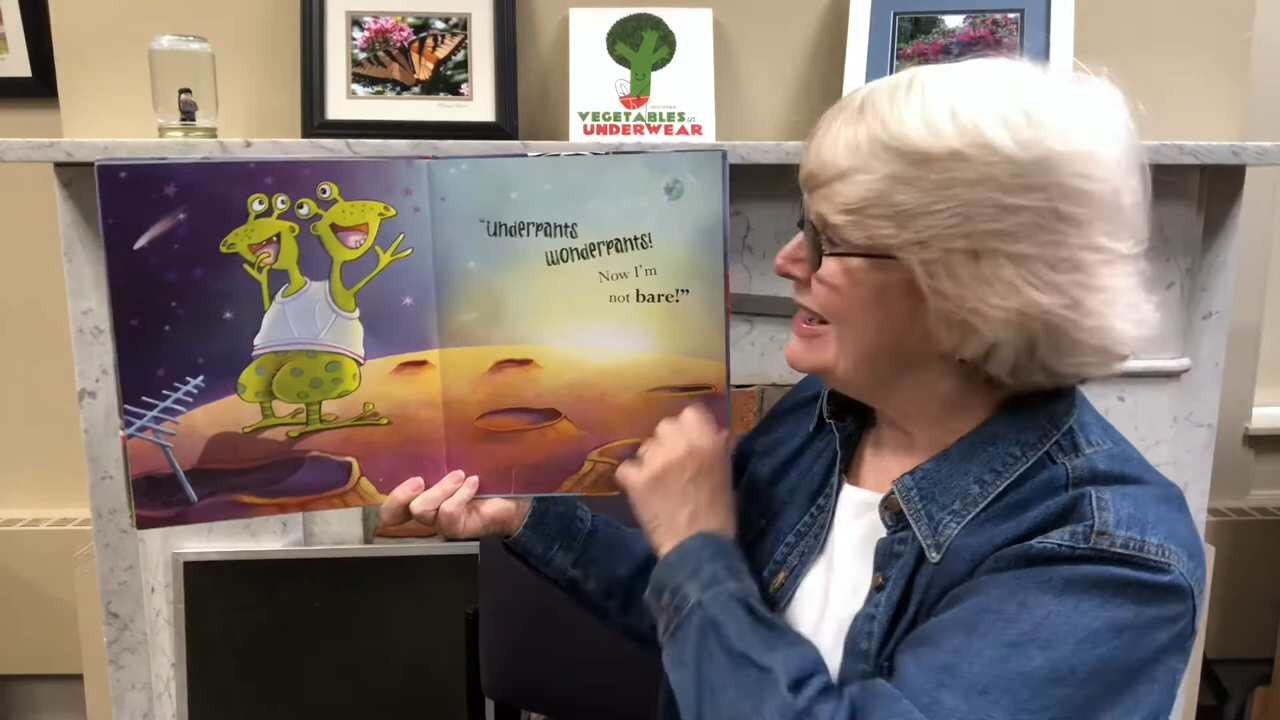 VEGETABLES in
UNDERWEAR
"Underpants
wonderpants!
Now I'm
not bare!"